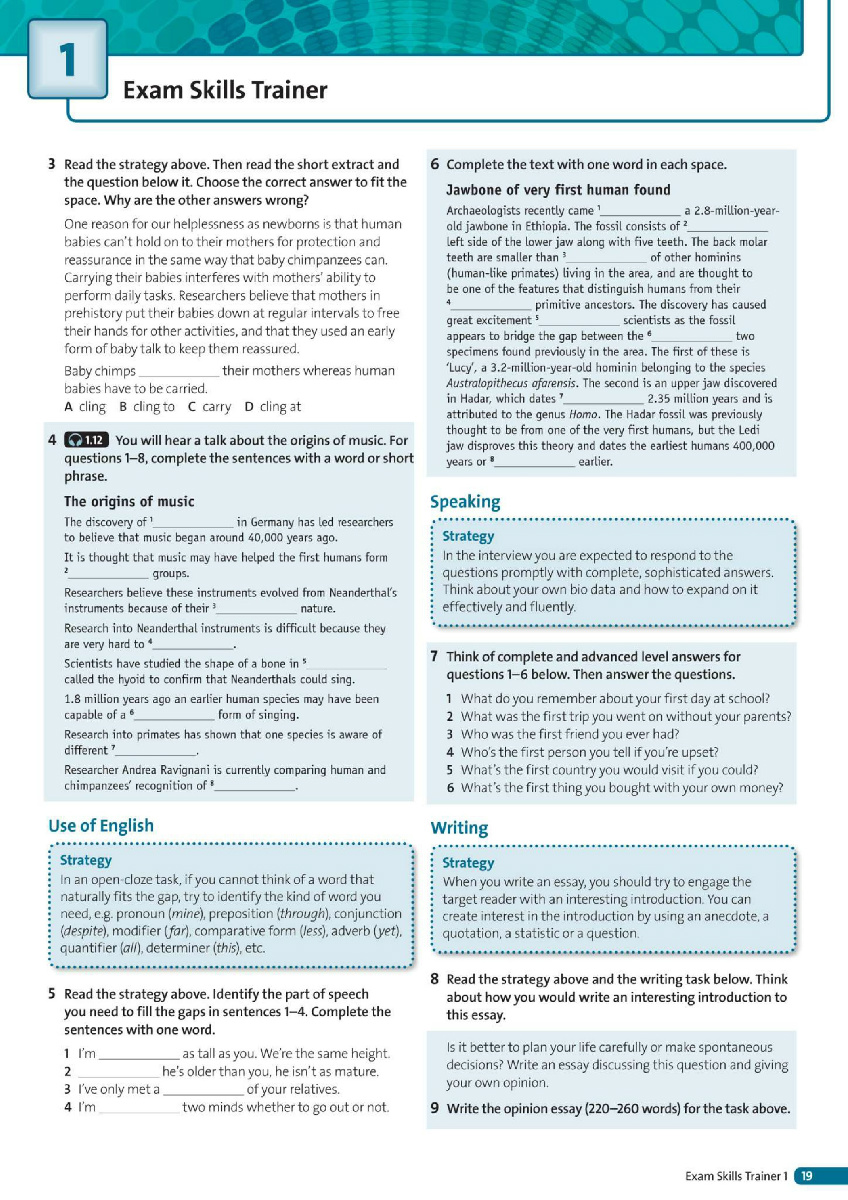 1
Exam Skills Trainer
3 Read the strategy above. Then read the short extract and
the question below it. Choose the correct answer to fit the
space. Why are the other answers wrong?
One reason for our helplessness as newborns is that human
babies can't hold on to their mothers for protection and
reassurance in the same way that baby chimpanzees can.
Carrying their babies interferes with mothers' ability to
perform daily tasks. Researchers believe that mothers in
prehistory put their babies down at regular intervals to free
their hands for other activities, and that they used an early
form of baby talk to keep them reassured.
Baby chimps ____________ their mothers whereas human
babies have to be carried.
A cling B cling to C carry D cling at
4 1.12 You will hear a talk about the origins of music. For
questions 1–8, complete the sentences with a word or short
phrase.
The origins of music
The discovery of 1____________ in Germany has led researchers
to believe that music began around 40,000 years ago.
It is thought that music may have helped the first humans form
2____________ groups.
Researchers believe these instruments evolved from Neanderthal's
instruments because of their 3____________ nature.
Research into Neanderthal instruments is difficult because they
are very hard to 4____________.
Scientists have studied the shape of a bone in 5____________
called the hyoid to confirm that Neanderthals could sing.
1.8 million years ago an earlier human species may have been
capable of a 6____________ form of singing.
Research into primates has shown that one species is aware of
different 7____________.
Researcher Andrea Ravignani is currently comparing human and
chimpanzees' recognition of 8____________.
Use of English
Strategy
In an open-cloze task, if you cannot think of a word that
naturally fits the gap, try to identify the kind of word you
need, e.g. pronoun (mine), preposition (through), conjunction
(despite), modifier (far), comparative form (less), adverb (yet),
quantifier (all), determiner (this), etc.
5 Read the strategy above. Identify the part of speech
you need to fill the gaps in sentences 1–4. Complete the
sentences with one word.
1 I'm ____________ as tall as you. We're the same height.
2 ____________ he's older than you, he isn't as mature.
3 I've only met a ____________ of your relatives.
4 I'm ____________ two minds whether to go out or not.
6 Complete the text with one word in each space.
Jawbone of very first human found
Archaeologists recently came 1____________ a 2.8-million-year-
old jawbone in Ethiopia. The fossil consists of 2____________
left side of the lower jaw along with five teeth. The back molar
teeth are smaller than 3____________ of other hominins
(human-like primates) living in the area, and are thought to
be one of the features that distinguish humans from their
4____________ primitive ancestors. The discovery has caused
great excitement 5____________ scientists as the fossil
appears to bridge the gap between the 6____________ two
specimens found previously in the area. The first of these is
'Lucy', a 3.2-million-year-old hominin belonging to the species
Australopithecus afarensis. The second is an upper jaw discovered
in Hadar, which dates 7____________ 2.35 million years and is
attributed to the genus Homo. The Hadar fossil was previously
thought to be from one of the very first humans, but the Ledi
jaw disproves this theory and dates the earliest humans 400,000
years or 8____________ earlier.
Speaking
Strategy
In the interview you are expected to respond to the
questions promptly with complete, sophisticated answers.
Think about your own bio data and how to expand on it
effectively and fluently.
7 Think of complete and advanced level answers for
questions 1–6 below. Then answer the questions.
1 What do you remember about your first day at school?
2 What was the first trip you went on without your parents?
3 Who was the first friend you ever had?
4 Who's the first person you tell if you're upset?
5 What's the first country you would visit if you could?
6 What's the first thing you bought with your own money?
Writing
Strategy
When you write an essay, you should try to engage the
target reader with an interesting introduction. You can
create interest in the introduction by using an anecdote, a
quotation, a statistic or a question.
8 Read the strategy above and the writing task below. Think
about how you would write an interesting introduction to
this essay.
Is it better to plan your life carefully or make spontaneous
decisions? Write an essay discussing this question and giving
your own opinion.
9 Write the opinion essay (220–260 words) for the task above.
Exam Skills Trainer 1 19